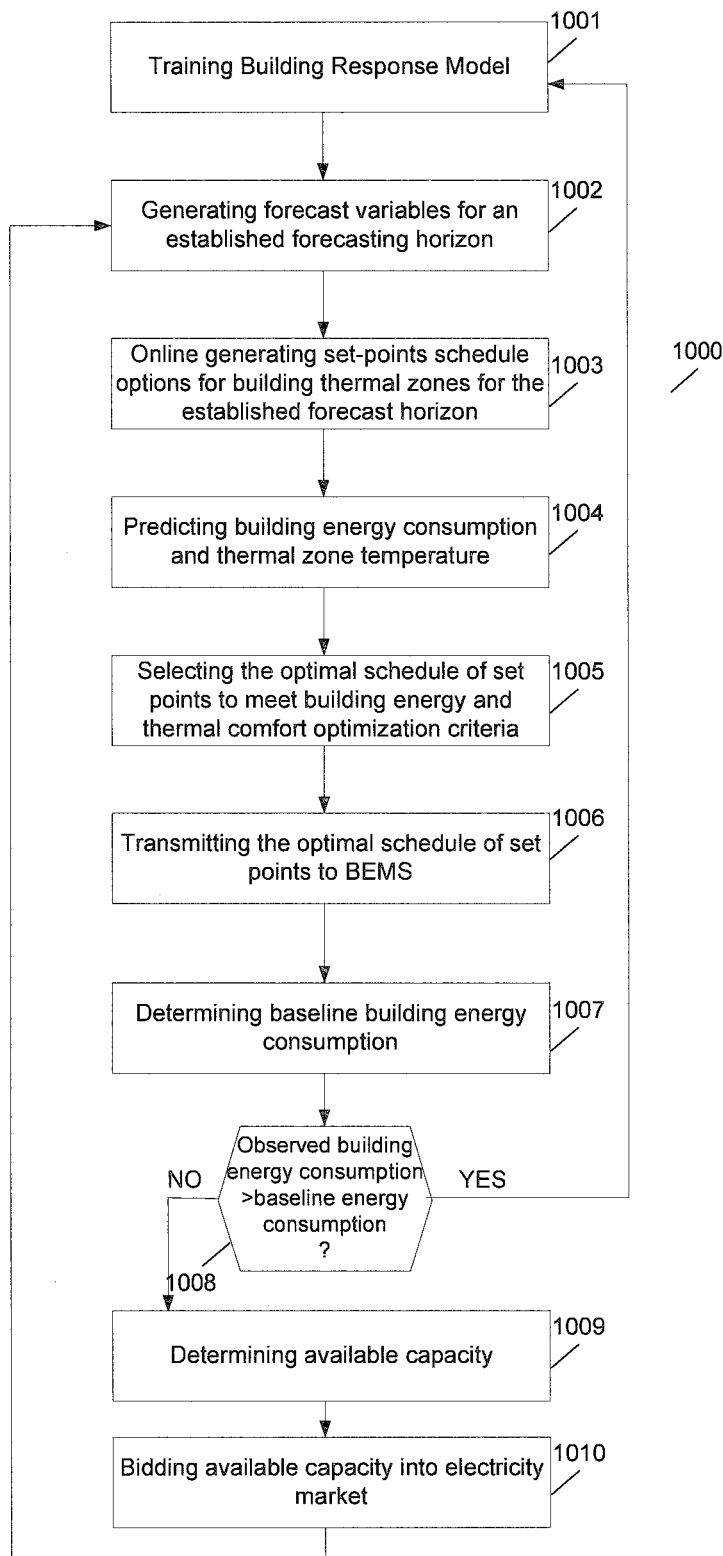 1001
Training Building Response Model
Generating forecast variables for an
established forecasting horizon
1002
Online generating set-points schedule
options for building thermal zones for the
established forecast horizon
1003
1000
Predicting building energy consumption
and thermal zone temperature
1004
Selecting the optimal schedule of set
points to meet building energy and
thermal comfort optimization criteria
1005
Transmitting the optimal schedule of set
points to BEMS
1006
Determining baseline building energy
consumption
1007
Observed building
energy consumption
>baseline energy
consumption
?
NO
YES
1008
Determining available capacity
1009
Bidding available capacity into electricity
market
1010